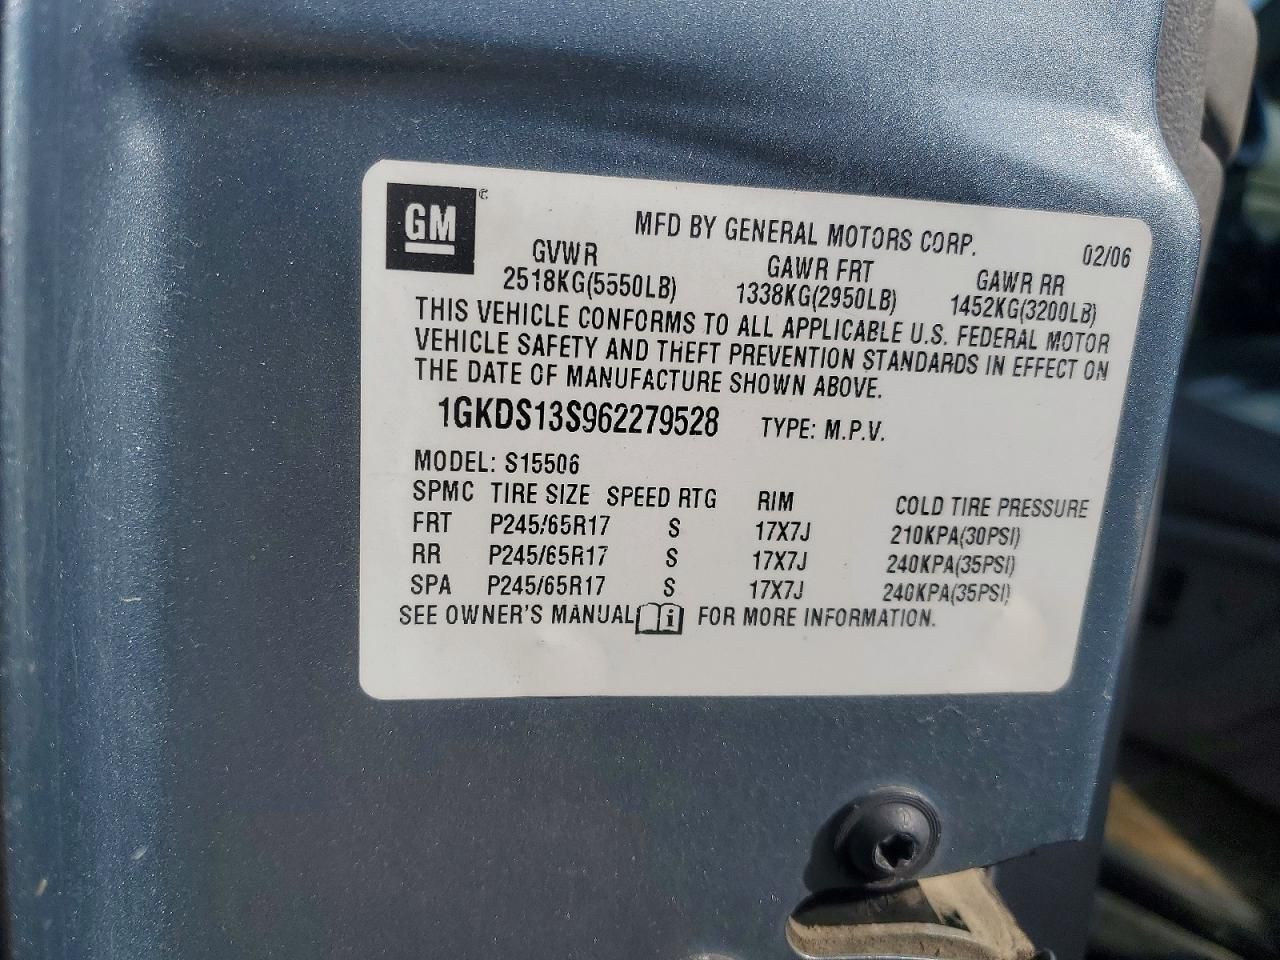 GM
MFD BY GENERAL MOTORS CORP. 02/06
GVWR GAWR FRT GAWR RR
2518KG(5550LB) 1338KG(2950LB) 1452KG(3200LB)
THIS VEHICLE CONFORMS TO ALL APPLICABLE U.S. FEDERAL MOTOR
VEHICLE SAFETY AND THEFT PREVENTION STANDARDS IN EFFECT ON
THE DATE OF MANUFACTURE SHOWN ABOVE.
1GKDS13S962279528 TYPE: M.P.V.
MODEL: S15506
SPMC TIRE SIZE SPEED RTG RIM COLD TIRE PRESSURE
FRT P245/65R17 S 17X7J 210KPA(30PSI)
RR P245/65R17 S 17X7J 240KPA(35PSI)
SPA P245/65R17 S 17X7J 240KPA(35PSI)
SEE OWNER'S MANUAL i FOR MORE INFORMATION.